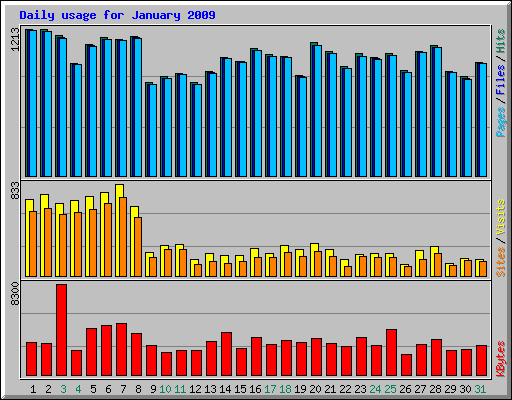 Daily usage for January 2009
1213
Pages / Files / Hits
833
Sites / Visits
8300
KBytes
1 2 3 4 5 6 7 8 9 10 11 12 13 14 15 16 17 18 19 20 21 22 23 24 25 26 27 28 29 30 31